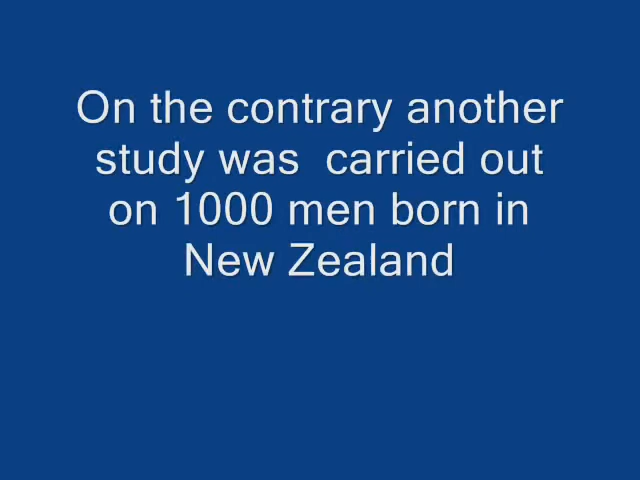 On the contrary another
study was  carried out
on 1000 men born in
New Zealand